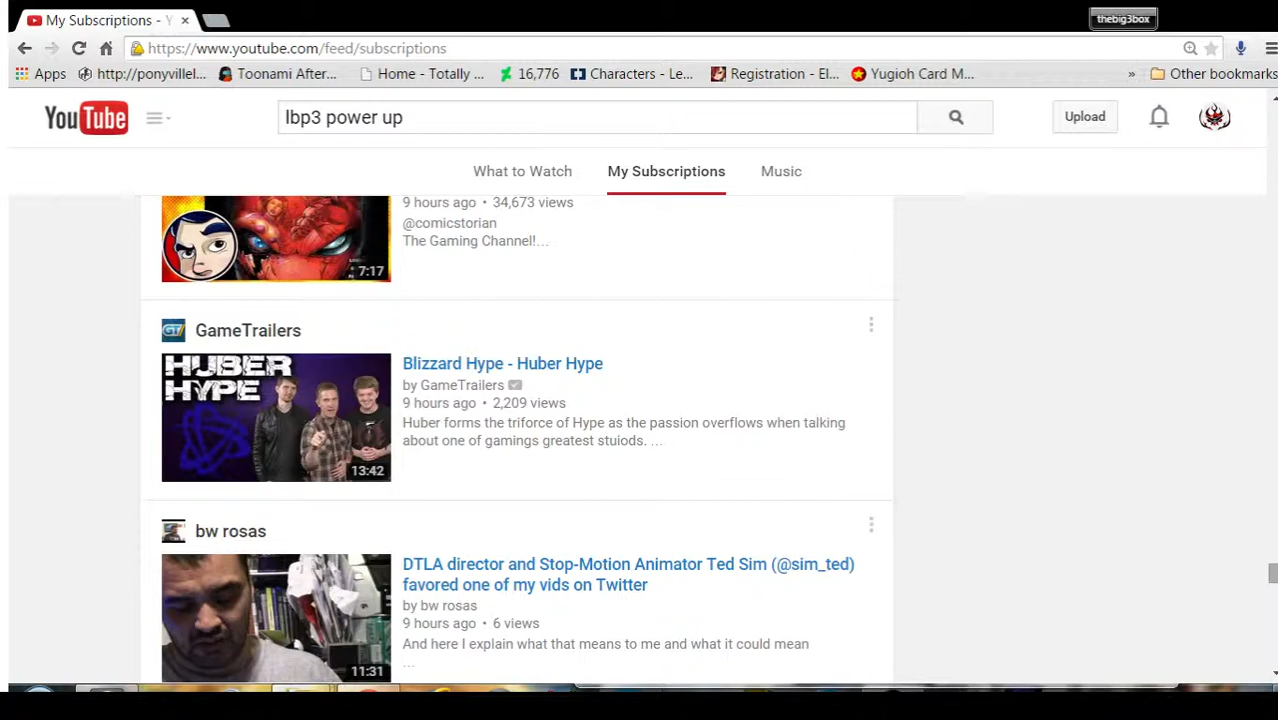 My Subscriptions - Y
thebig3box
https://www.youtube.com/feed/subscriptions
Apps http://ponyvillel... Toonami After... Home - Totally ... 16,776 Characters - Le... Registration - El... Yugioh Card M... » Other bookmarks
YouTube lbp3 power up Upload
What to Watch My Subscriptions Music
9 hours ago • 34,673 views
@comicstorian
The Gaming Channel!...
7:17
GT GameTrailers
HUBER
HYPE
13:42
Blizzard Hype - Huber Hype
by GameTrailers
9 hours ago • 2,209 views
Huber forms the triforce of Hype as the passion overflows when talking
about one of gamings greatest stuiods. ...
bw rosas
DTLA director and Stop-Motion Animator Ted Sim (@sim_ted)
favored one of my vids on Twitter
by bw rosas
9 hours ago • 6 views
And here I explain what that means to me and what it could mean
...
11:31